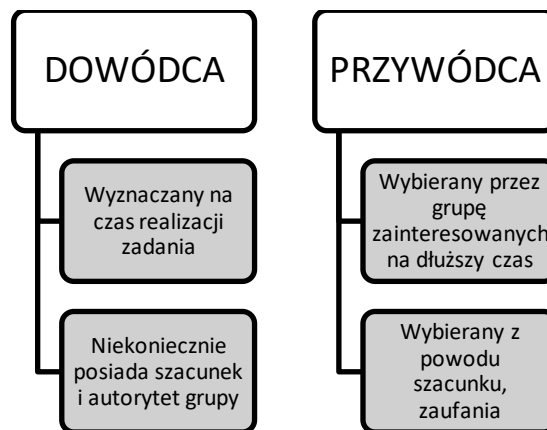 DOWÓDCA
Wyznaczany na
czas realizacji
zadania
Niekoniecznie
posiada szacunek
i autorytet grupy
PRZYWÓDCA
Wybierany przez
grupę
zainteresowanych
na dłuższy czas
Wybierany z
powodu
szacunku,
zaufania